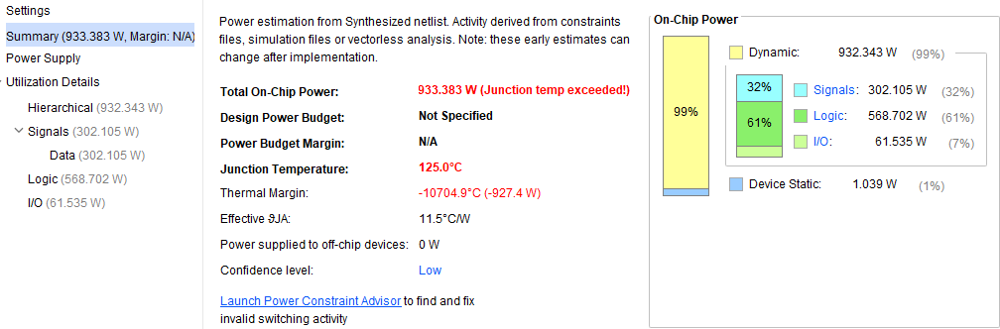 Settings
Summary (933.383 W, Margin: N/A)
Power Supply
Utilization Details
Hierarchical (932.343 W)
Signals (302.105 W)
Data (302.105 W)
Logic (568.702 W)
I/O (61.535 W)
Power estimation from Synthesized netlist. Activity derived from constraints
files, simulation files or vectorless analysis. Note: these early estimates can
change after implementation.
Total On-Chip Power: 933.383 W (Junction temp exceeded!)
Design Power Budget: Not Specified
Power Budget Margin: N/A
Junction Temperature: 125.0°C
Thermal Margin: -10704.9°C (-927.4 W)
Effective ϑJA: 11.5°C/W
Power supplied to off-chip devices: 0 W
Confidence level: Low
Launch Power Constraint Advisor to find and fix
invalid switching activity
On-Chip Power
99%
Dynamic: 932.343 W (99%)
32%
61%
Signals: 302.105 W (32%)
Logic: 568.702 W (61%)
I/O: 61.535 W (7%)
Device Static: 1.039 W (1%)